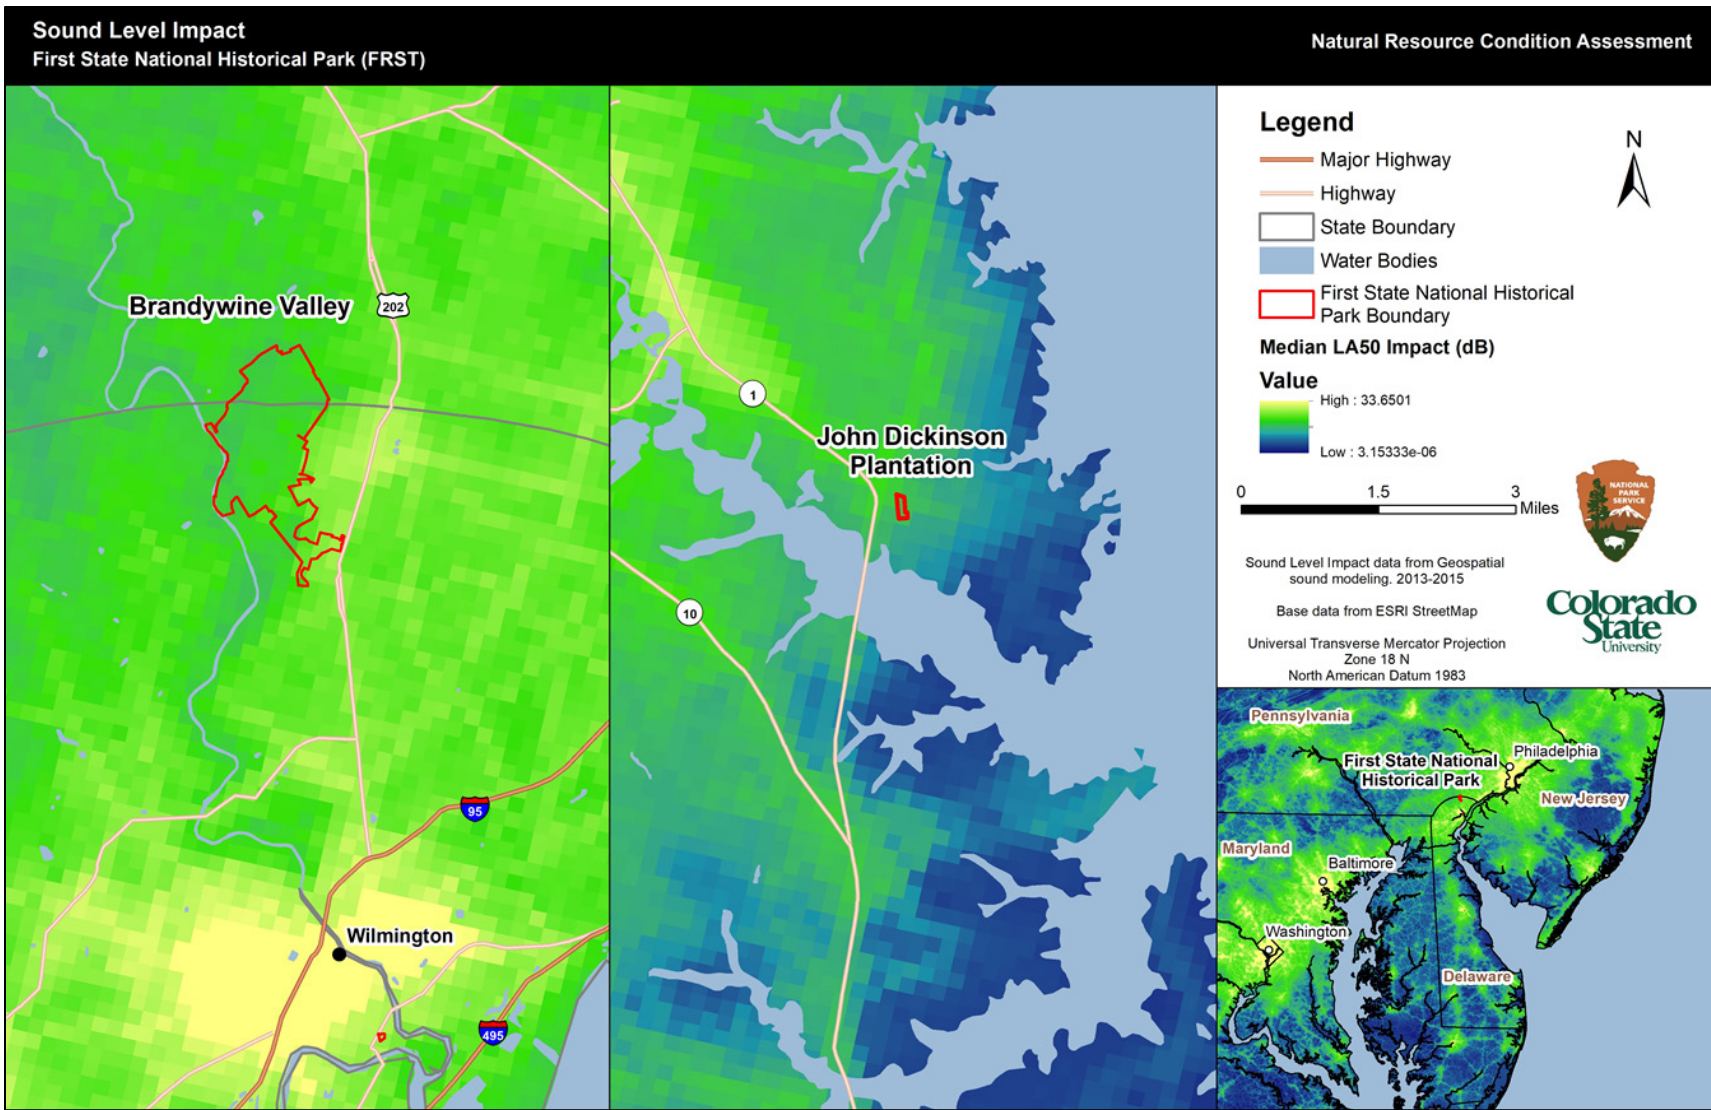 Sound Level Impact
First State National Historical Park (FRST)
Natural Resource Condition Assessment
Brandywine Valley
202
95
Wilmington
495
1
John Dickinson
Plantation
10
Legend
N
Major Highway
Highway
State Boundary
Water Bodies
First State National Historical
Park Boundary
Median LA50 Impact (dB)
Value
High : 33.6501
Low : 3.15333e-06
0 1.5 3
Miles
NATIONAL
PARK
SERVICE
Sound Level Impact data from Geospatial
sound modeling. 2013-2015
Base data from ESRI StreetMap
Universal Transverse Mercator Projection
Zone 18 N
North American Datum 1983
Colorado
State
University
Pennsylvania
Philadelphia
First State National
Historical Park
New Jersey
Maryland
Baltimore
Washington
Delaware